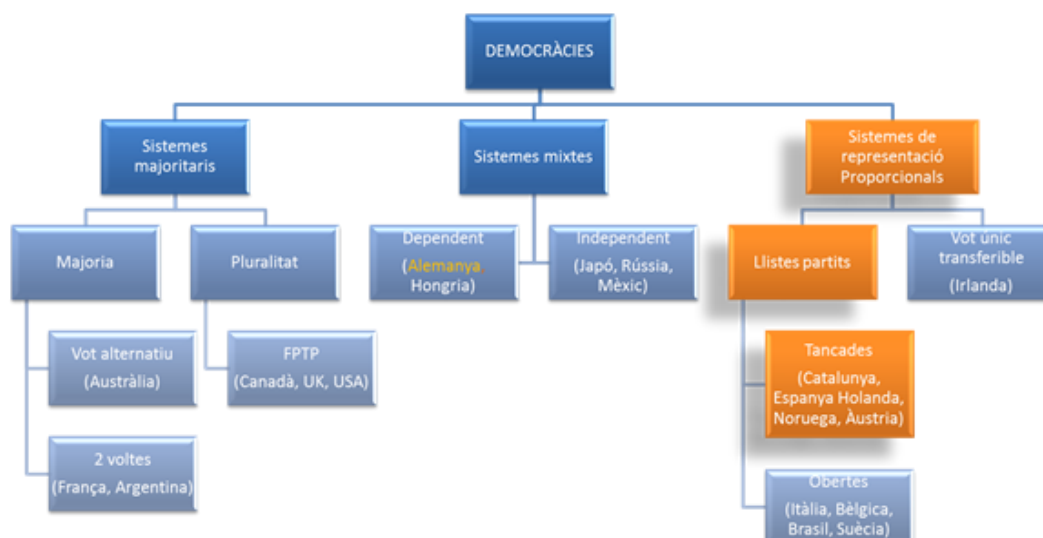 DEMOCRÀCIES
Sistemes
majoritaris
Sistemes mixtes
Sistemes de
representació
Proporcionals
Majoria
Pluralitat
Dependent
(Alemanya
Hongria)
Independent
(Japó, Rússia,
Mèxic)
Llistes partits
Vot únic
transferible
(Irlanda)
Vot alternatiu
(Austràlia)
FPTP
(Canadà, UK, USA)
Tancades
(Catalunya,
Espanya Holanda,
Noruega, Àustria)
2 voltes
(França, Argentina)
Obertes
(Itàlia, Bèlgica,
Brasil, Suècia)